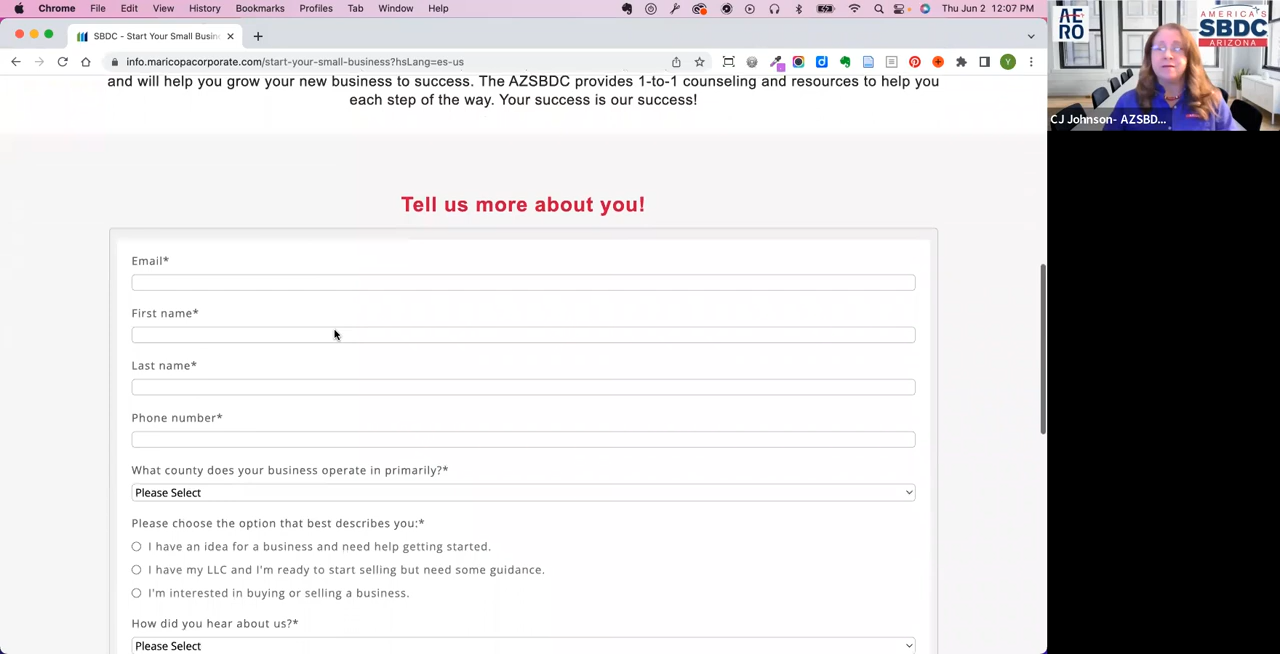 Chrome File Edit View History Bookmarks Profiles Tab Window Help Thu Jun 2 12:07 PM
SBDC - Start Your Small Busin
info.maricopacorporate.com/start-your-small-business?hsLang=es-us
Y
and will help you grow your new business to success. The AZSBDC provides 1-to-1 counseling and resources to help you
each step of the way. Your success is our success!
Tell us more about you!
Email*
First name*
Last name*
Phone number*
What county does your business operate in primarily?*
Please Select
Please choose the option that best describes you:*
I have an idea for a business and need help getting started.
I have my LLC and I'm ready to start selling but need some guidance.
I'm interested in buying or selling a business.
How did you hear about us?*
Please Select
AE
RO
AMERICA'S
SBDC
ARIZONA
CJ Johnson- AZSBD...